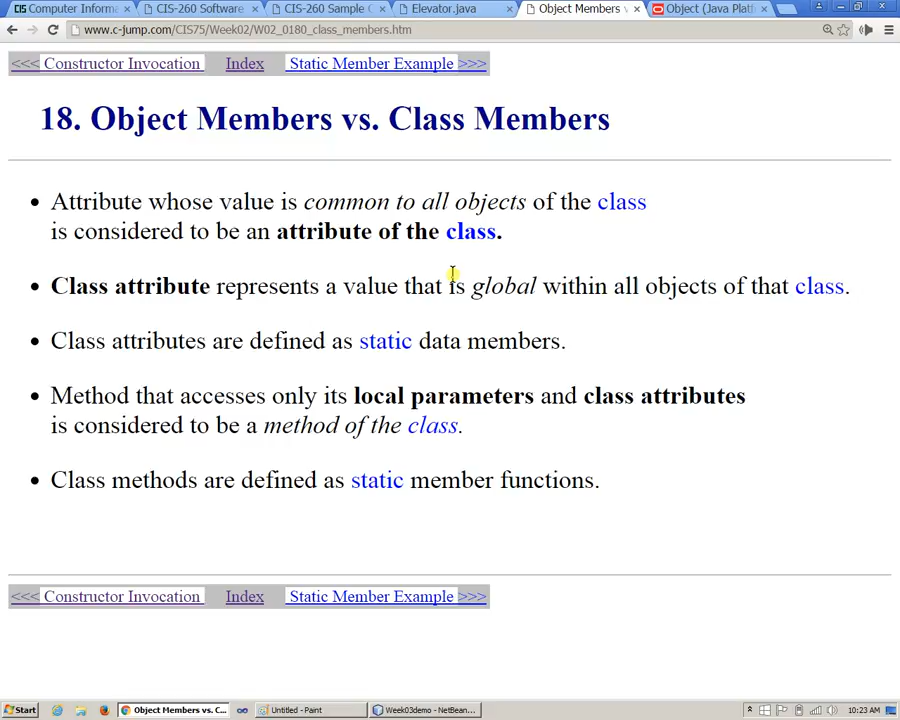 CIS Computer Informa × CIS-260 Software × CIS-260 Sample C × Elevator.java × Object Members v × Object (Java Platf ×
www.c-jump.com/CIS75/Week02/W02_0180_class_members.htm
<<< Constructor Invocation Index Static Member Example >>>
18. Object Members vs. Class Members
• Attribute whose value is common to all objects of the class
is considered to be an attribute of the class.
• Class attribute represents a value that is global within all objects of that class.
• Class attributes are defined as static data members.
• Method that accesses only its local parameters and class attributes
is considered to be a method of the class.
• Class methods are defined as static member functions.
<<< Constructor Invocation Index Static Member Example >>>
Start Object Members vs. C... Untitled - Paint Week03demo - NetBean... 10:23 AM